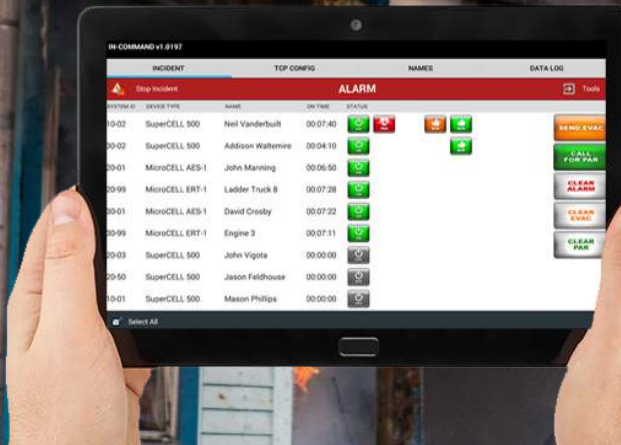 IN-COMMAND v1.0197
INCIDENT TCP CONFIG NAMES DATA LOG
Stop Incident ALARM Tools
SYSTEM ID DEVICE TYPE NAME ON TIME STATUS
10-02 SuperCELL 500 Neil Vanderbuilt 00:07:40
30-02 SuperCELL 500 Addison Waltemire 00:04:10
20-01 MicroCELL AES-1 John Manning 00:06:50
20-99 MicroCELL ERT-1 Ladder Truck 8 00:07:28
30-01 MicroCELL AES-1 David Crosby 00:07:22
30-99 MicroCELL ERT-1 Engine 3 00:07:11
20-03 SuperCELL 500 John Vigota 00:00:00
20-50 SuperCELL 500 Jason Feldhouse 00:00:00
10-01 SuperCELL 500 Mason Phillips 00:00:00
SEND EVAC
CALL
FOR PAR
CLEAR
ALARM
CLEAR
EVAC
CLEAR
PAR
Select All